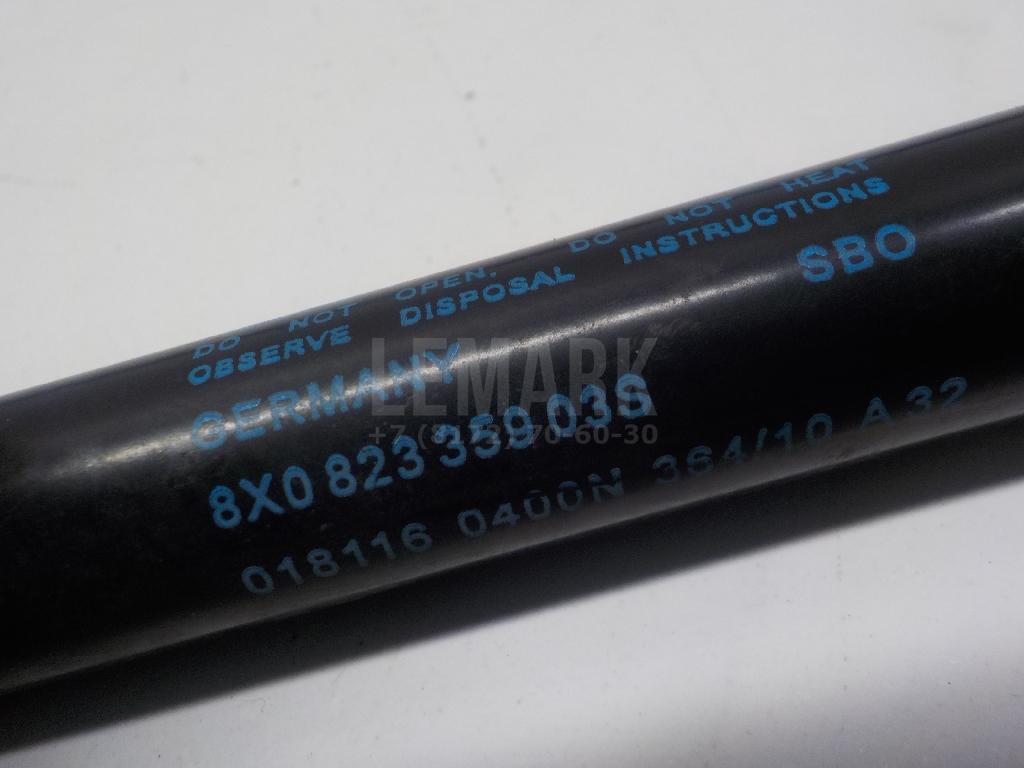 DO NOT OPEN. DO NOT HEAT
OBSERVE DISPOSAL INSTRUCTIONS
GERMANY SBO
8X0 823 359 03S
018116 0400N 364/10 A 32
LEMARK